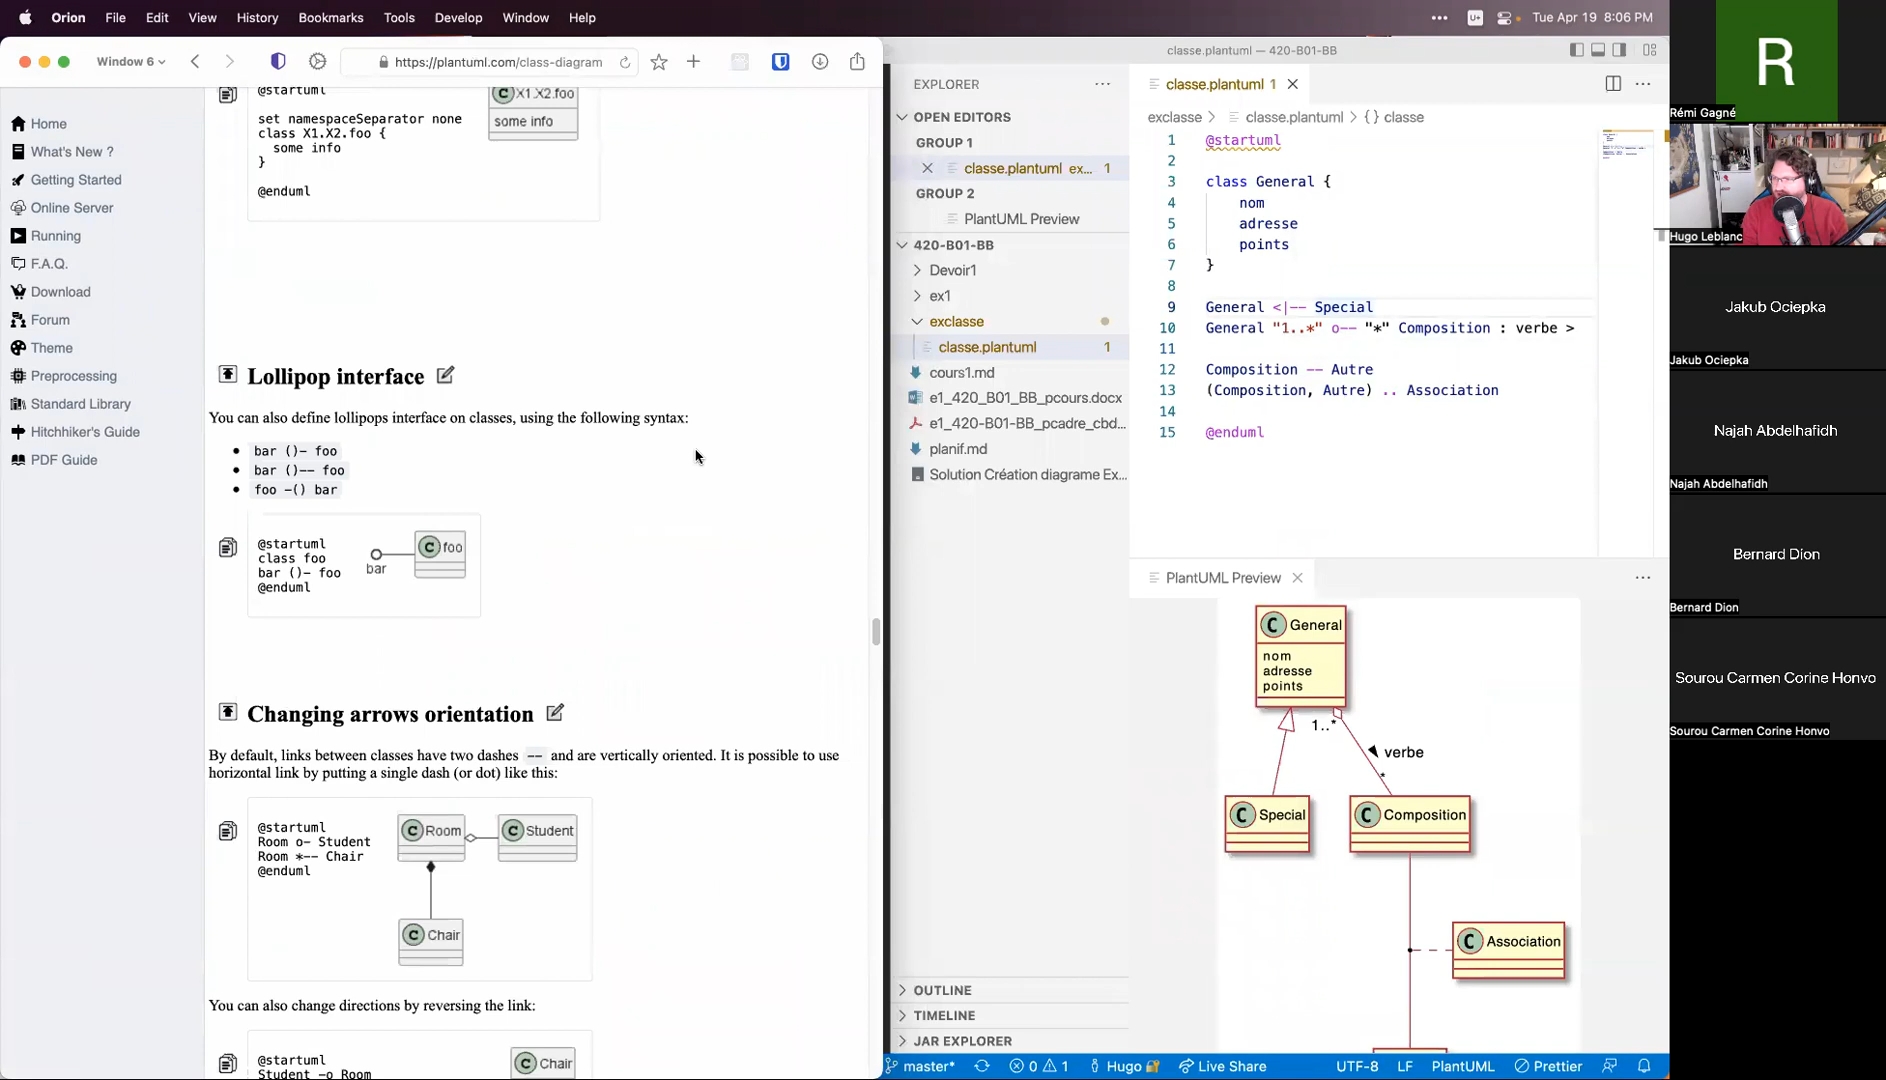 Orion File Edit View History Bookmarks Tools Develop Window Help
Tue Apr 19 8:06 PM
Window 6
https://plantuml.com/class-diagram
Home
What's New ?
Getting Started
Online Server
Running
F.A.Q.
Download
Forum
Theme
Preprocessing
Standard Library
Hitchhiker's Guide
PDF Guide
@startuml
set namespaceSeparator none
class X1.X2.foo {
some info
}
@enduml
X1.X2.foo
some info
Lollipop interface
You can also define lollipops interface on classes, using the following syntax:
bar ()- foo
bar ()-- foo
foo -() bar
@startuml
class foo
bar ()- foo
@enduml
bar
C foo
Changing arrows orientation
By default, links between classes have two dashes -- and are vertically oriented. It is possible to use
horizontal link by putting a single dash (or dot) like this:
@startuml
Room o- Student
Room *-- Chair
@enduml
C Room
C Student
C Chair
You can also change directions by reversing the link:
@startuml
Student -o Room
C Chair
classe.plantuml — 420-B01-BB
EXPLORER
OPEN EDITORS
GROUP 1
classe.plantuml ex... 1
GROUP 2
PlantUML Preview
420-B01-BB
Devoir1
ex1
exclasse
classe.plantuml 1
cours1.md
e1_420_B01_BB_pcours.docx
e1_420-B01-BB_pcadre_cbd...
planif.md
Solution Création diagrame Ex...
OUTLINE
TIMELINE
JAR EXPLORER
classe.plantuml 1
exclasse > classe.plantuml > {} classe
1 @startuml
2
3 class General {
4 nom
5 adresse
6 points
7 }
8
9 General <|-- Special
10 General "1..*" o-- "*" Composition : verbe >
11
12 Composition -- Autre
13 (Composition, Autre) .. Association
14
15 @enduml
PlantUML Preview
C General
nom
adresse
points
1..*
verbe
*
C Special
C Composition
C Association
master* 0 1 Hugo Live Share UTF-8 LF PlantUML Prettier
R
Rémi Gagné
Hugo Leblanc
Jakub Ociepka
Jakub Ociepka
Najah Abdelhafidh
Najah Abdelhafidh
Bernard Dion
Bernard Dion
Sourou Carmen Corine Honvo
Sourou Carmen Corine Honvo